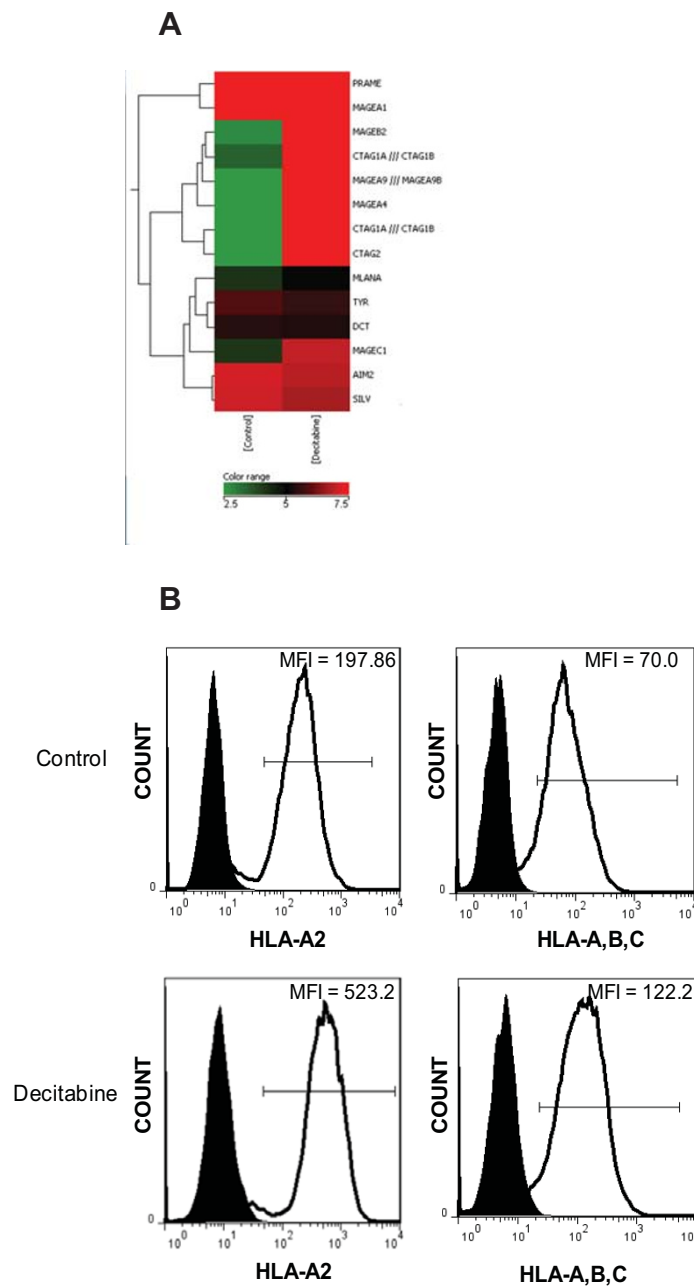 A
PRAME
MAGEA1
MAGEB2
CTAG1A /// CTAG1B
MAGEA9 /// MAGEA9B
MAGEA4
CTAG1A /// CTAG1B
CTAG2
MLANA
TYR
DCT
MAGEC1
AIM2
SILV
[Control]
[Decitabine]
Color range
2.5 5 7.5
B
Control
MFI = 197.86
COUNT
0
10^0 10^1 10^2 10^3 10^4
HLA-A2
MFI = 70.0
COUNT
0
10^0 10^1 10^2 10^3 10^4
HLA-A,B,C
Decitabine
MFI = 523.2
COUNT
0
10^0 10^1 10^2 10^3 10^4
HLA-A2
MFI = 122.2
COUNT
0
10^0 10^1 10^2 10^3
HLA-A,B,C